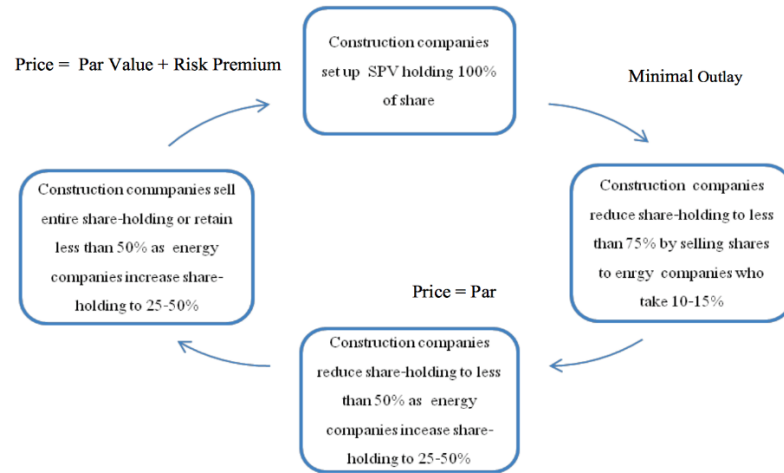 Price = Par Value + Risk Premium
Construction companies
set up SPV holding 100%
of share
Minimal Outlay
Construction companies
reduce share-holding to less
than 75% by selling shares
to enrgy companies who
take 10-15%
Price = Par
Construction companies
reduce share-holding to less
than 50% as energy
companies incease share-
holding to 25-50%
Construction commpanies sell
entire share-holding or retain
less than 50% as energy
companies increase share-
holding to 25-50%